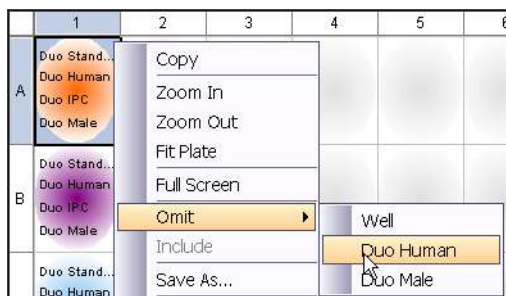 1 2 3 4 5 6
A
Duo Stand...
Duo Human
Duo IPC
Duo Male
B
Duo Stand...
Duo Human
Duo IPC
Duo Male
Duo Stand...
Duo Human
Copy
Zoom In
Zoom Out
Fit Plate
Full Screen
Omit
Include
Save As...
Well
Duo Human
Duo Male